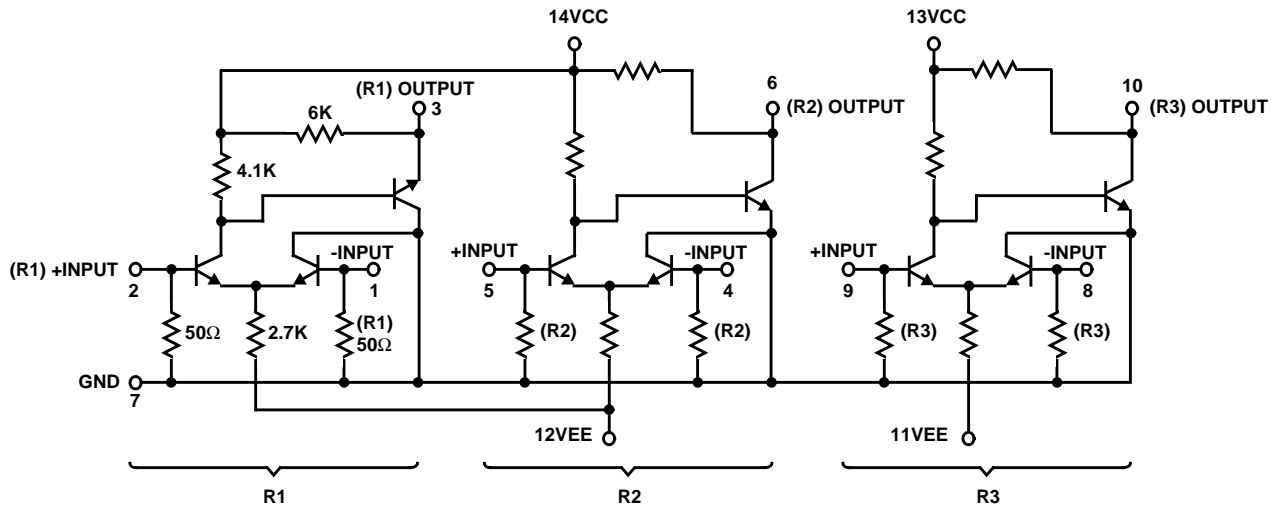 14VCC
13VCC
(R1) OUTPUT
3
6
(R2) OUTPUT
10
(R3) OUTPUT
6K
4.1K
(R1) +INPUT
2
-INPUT
1
+INPUT
5
-INPUT
4
+INPUT
9
-INPUT
8
50Ω
2.7K
(R1)
50Ω
(R2)
(R2)
(R3)
(R3)
GND
7
12VEE
11VEE
R1
R2
R3